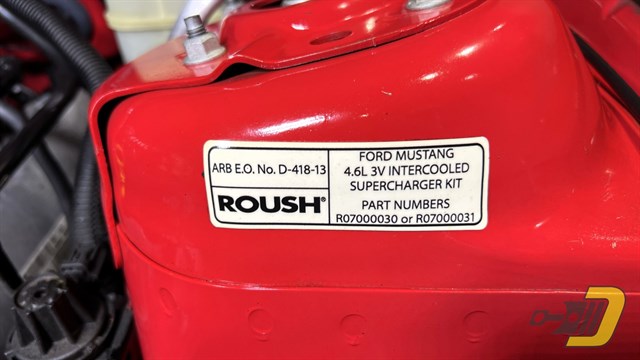 ARB E.O. No. D-418-13
ROUSH®
FORD MUSTANG
4.6L 3V INTERCOOLED
SUPERCHARGER KIT
PART NUMBERS
R07000030 or R07000031
D